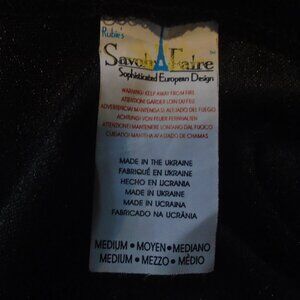 Rubie's
Savoir Faire
Sophisticated European Design
WARNING! KEEP AWAY FROM FIRE
ATTENTION! GARDER LOIN DU FEU
ADVERTENCIA! MANTENGASE ALEJADO DEL FUEGO
ACHTUNG! VON FEUER FERNHALTEN
ATTENZIONE! MANTENERE LONTANO DAL FUOCO
CUIDADO! MANTENHA AFASTADO DE CHAMAS
MADE IN THE UKRAINE
FABRIQUÉ EN UKRAINE
HECHO EN UCRANIA
MADE IN UKRAINE
MADE IN UCRAINA
FABRICADO NA UCRÂNIA
MEDIUM • MOYEN • MEDIANO
MEDIUM • MEZZO • MÉDIO